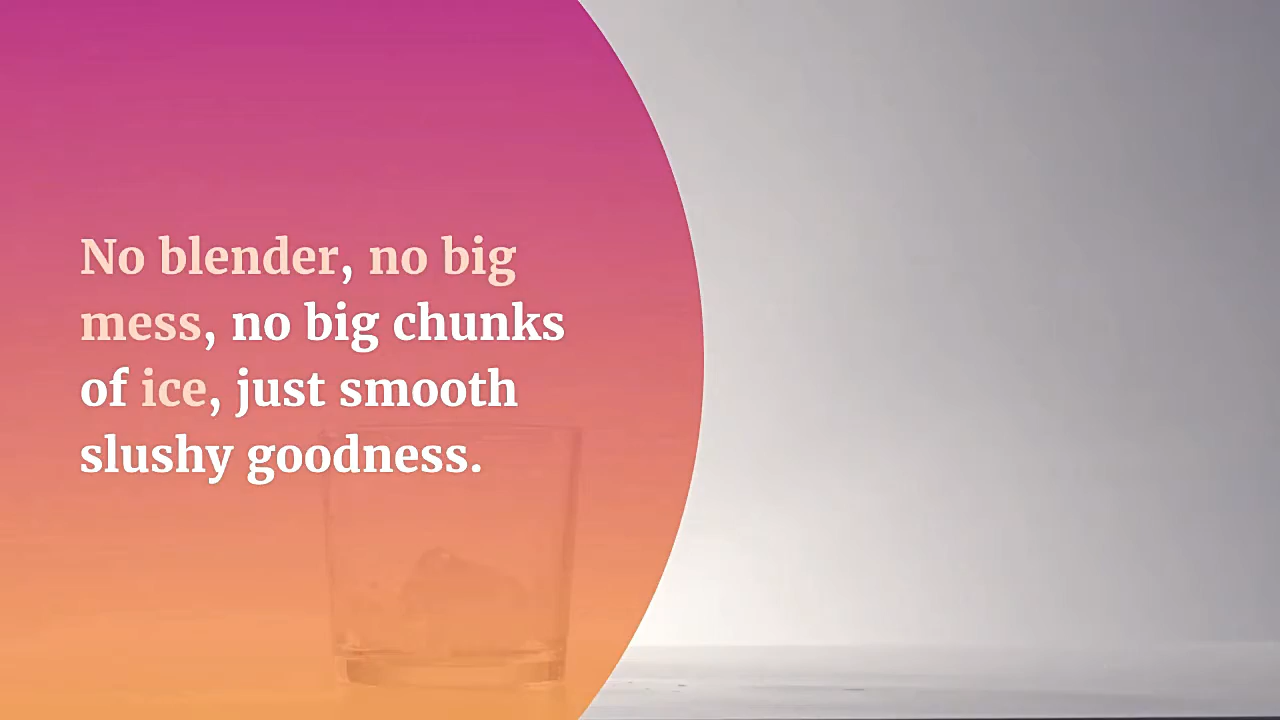 No blender, no big
mess, no big chunks
of ice, just smooth
slushy goodness.